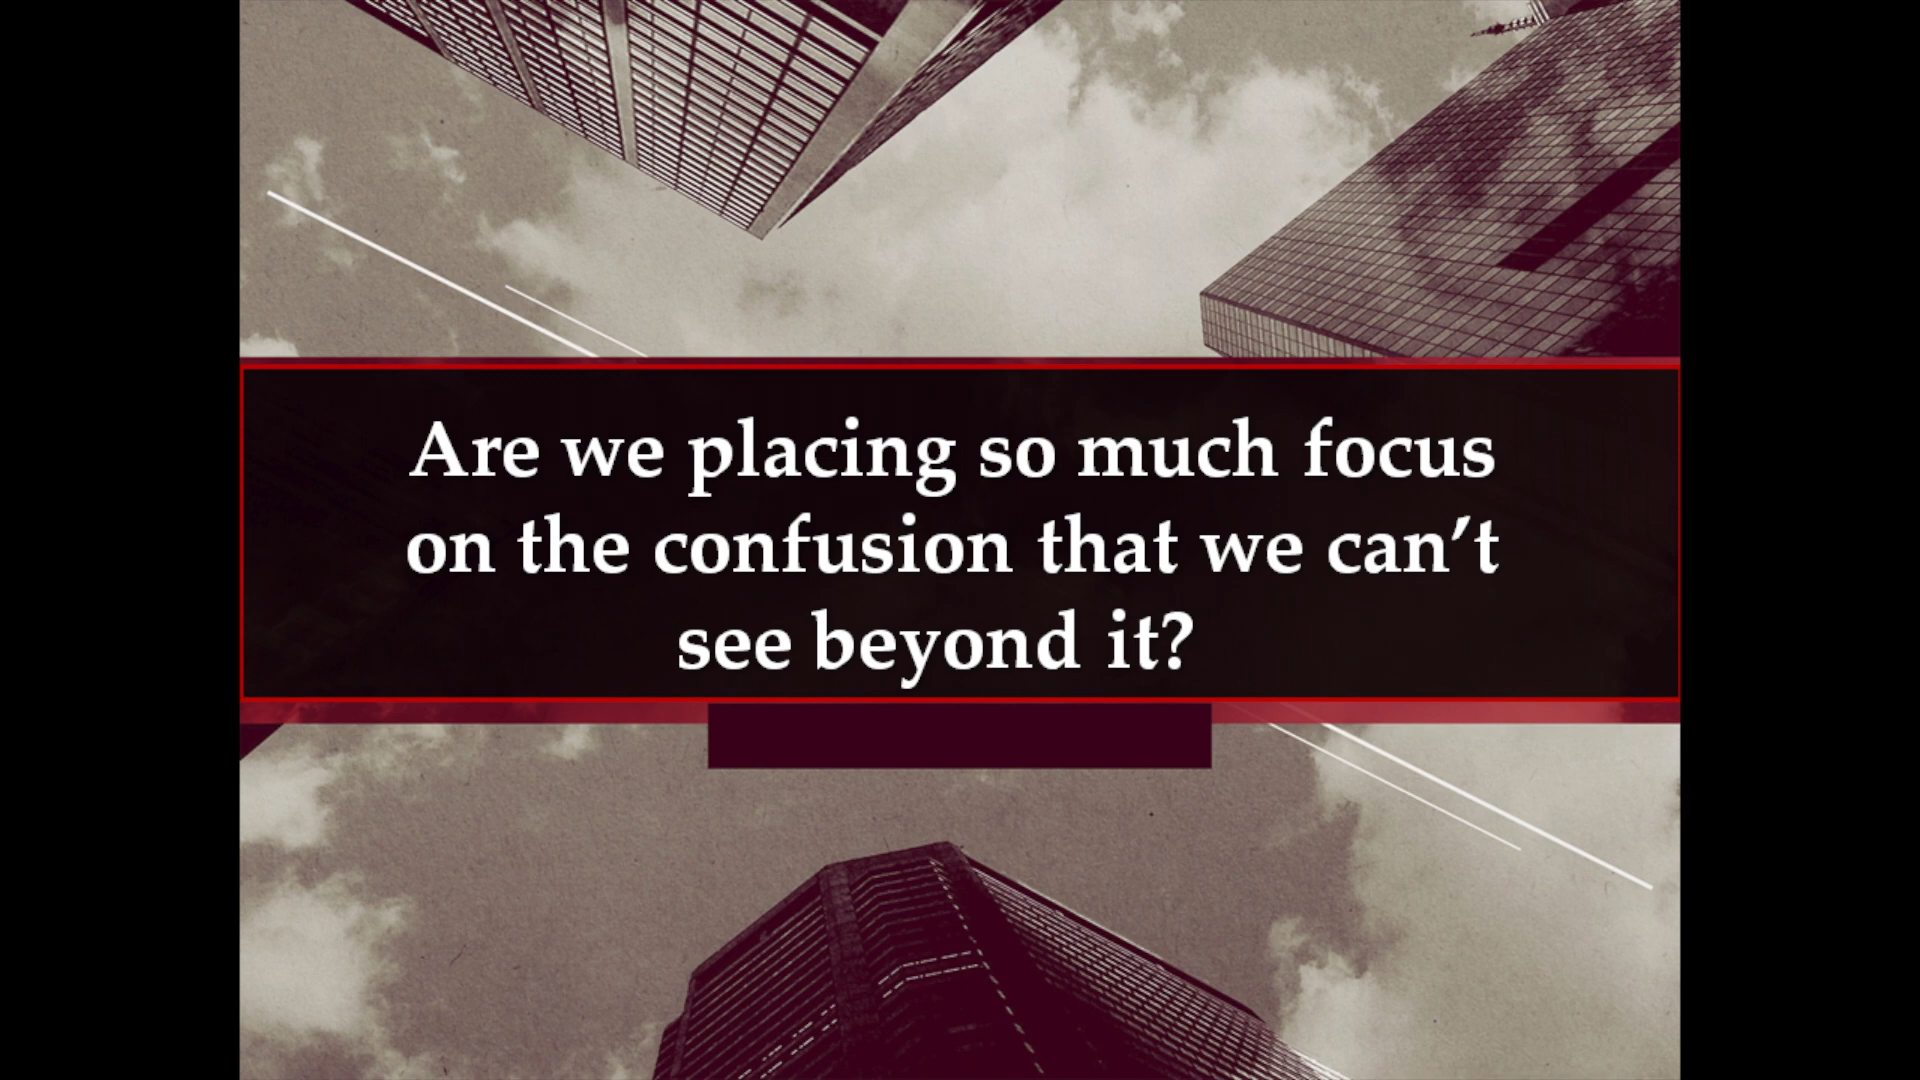 Are we placing so much focus
on the confusion that we can’t
see beyond it?